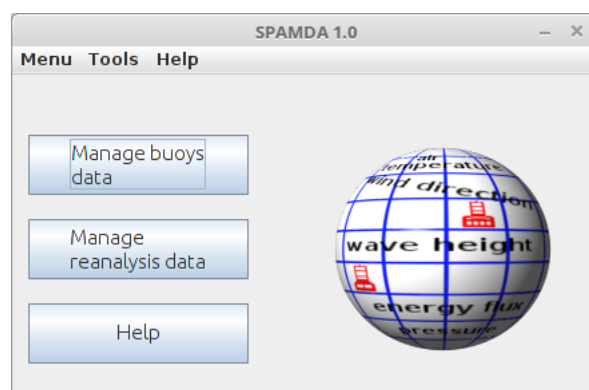 SPAMDA 1.0
Menu Tools Help
Manage buoys
data
Manage
reanalysis data
Help
air
temperature
wind direction
wave height
energy flux
pressure